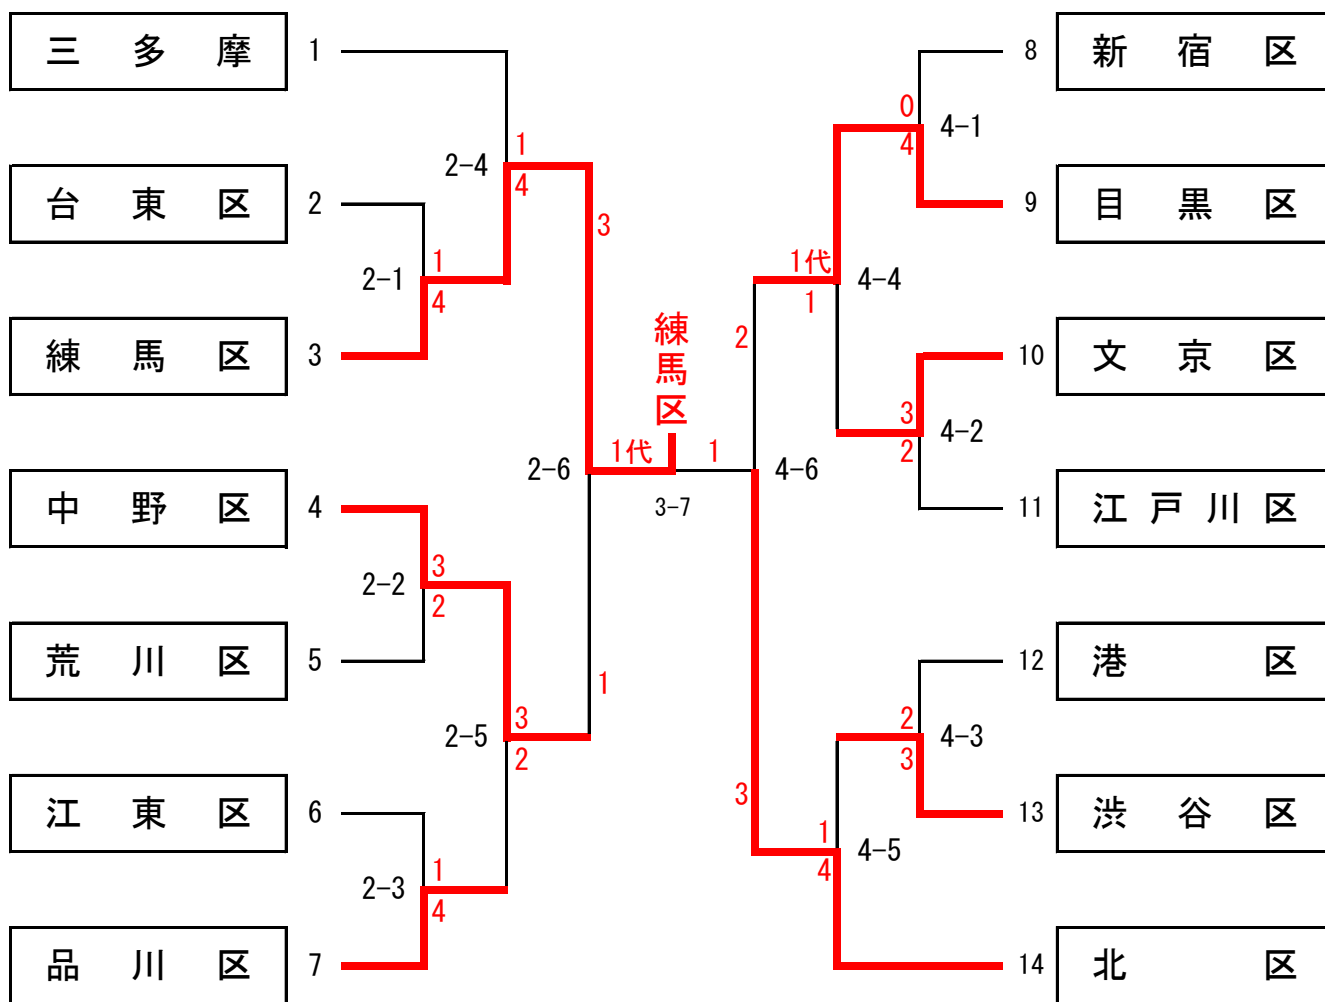 三多摩 1
台東区 2
練馬区 3
中野区 4
荒川区 5
江東区 6
品川区 7
2-4
1
4
2-1
1
4
2-2
3
2
2-5
3
2
2-3
1
4
3
2-6
1
練馬区
1代
1
3-7
2
4-6
3
1代
1
4-4
0
4
4-1
3
2
4-2
2
3
4-3
1
4
4-5
8 新宿区
9 目黒区
10 文京区
11 江戸川区
12 港区
13 渋谷区
14 北区